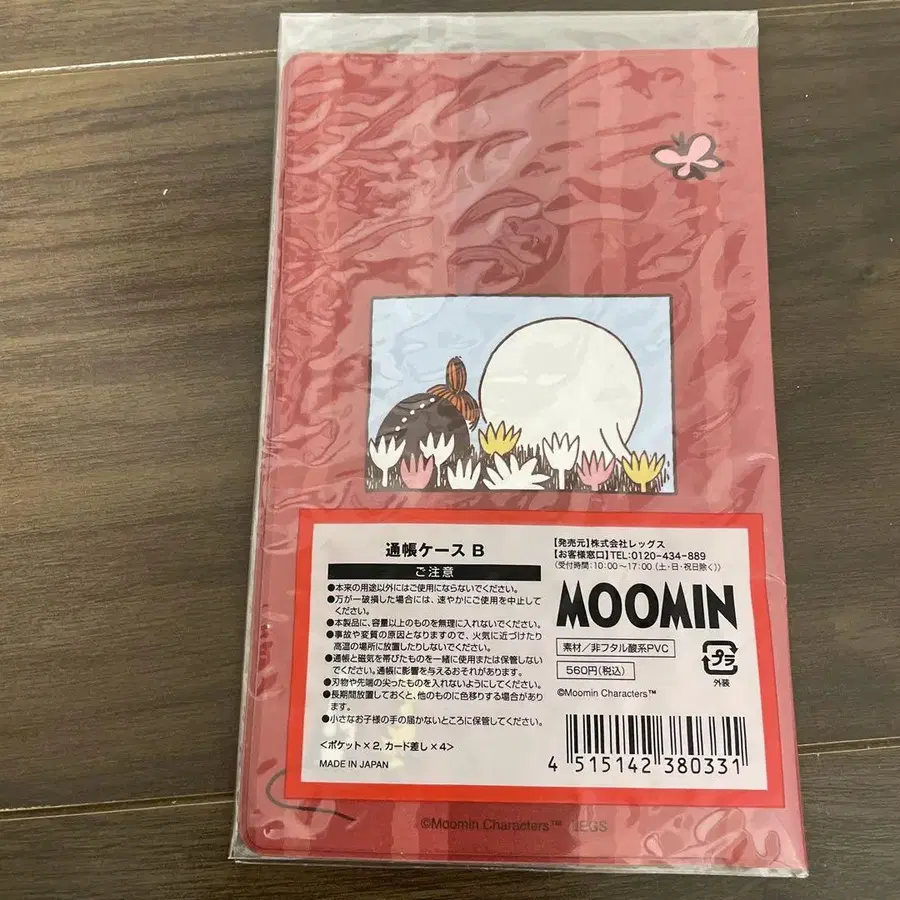 通帳ケース B
ご注意
●本来の用途以外にはご使用にならないでください。
●万が一破損した場合には、速やかにご使用を中止して
ください。
●本製品に、容量以上のものを無理に入れないでください。
●事故や変質の原因となりますので、火気に近づけたり
高温の場所に放置したりしないでください。
●通帳と磁気を帯びたものを一緒に使用または保管しない
でください。通帳に影響を与えるおそれがあります。
●刃物や先端の尖ったものを入れないようにしてください。
●長期間放置しておくと、他のものに色移りする場合があり
ます。
●小さなお子様の手の届かないところに保管してください。
<ポケット×2, カード差し×4>
MADE IN JAPAN
【発売元】株式会社レッグス
【お客様窓口】TEL:0120-434-889
(受付時間:10:00〜17:00 (土・日・祝日除く))
MOOMIN
素材/非フタル酸系PVC
560円(税込)
プラ
外装
©Moomin Characters™
4 515142 380331
©Moomin Characters™ LEGS